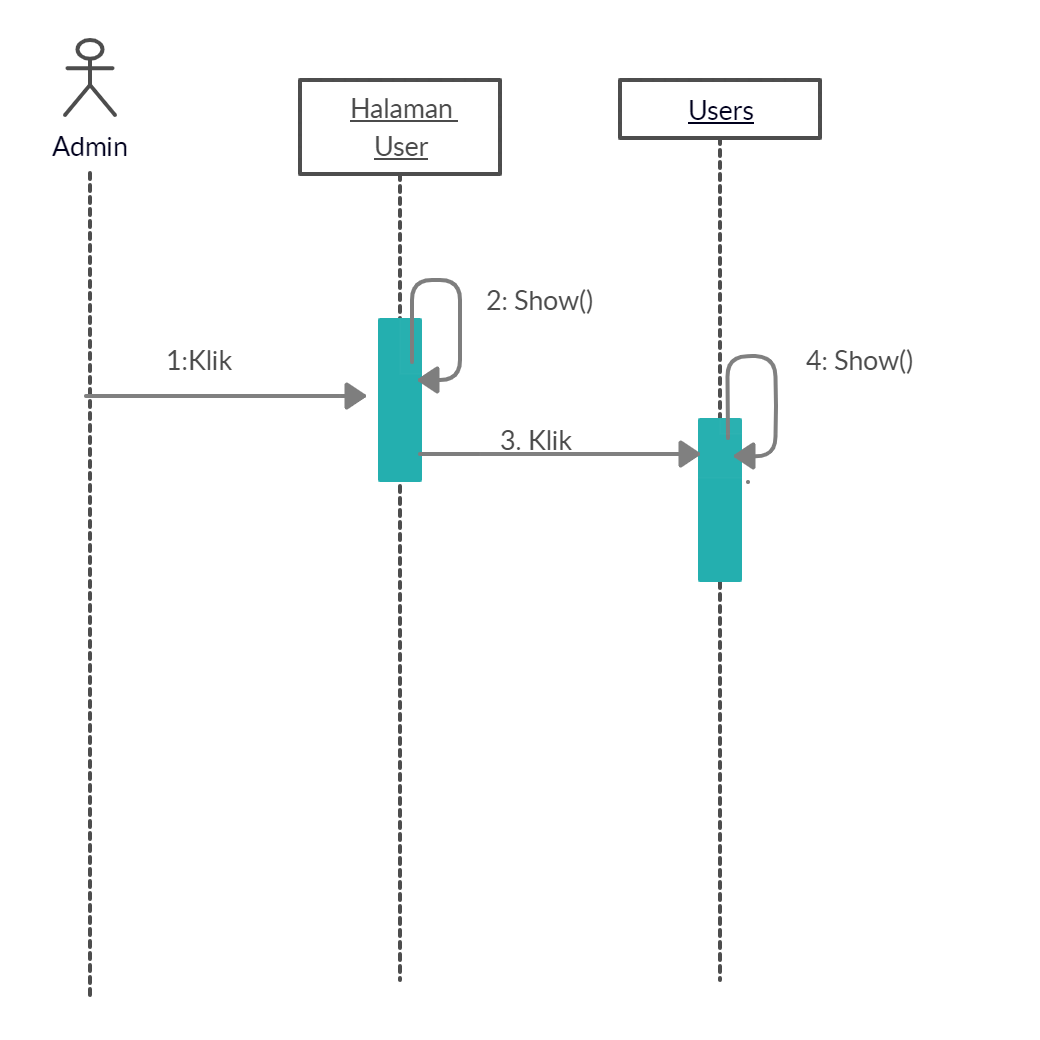 Admin
Halaman
User
Users
2: Show()
1:Klik
4: Show()
3. Klik